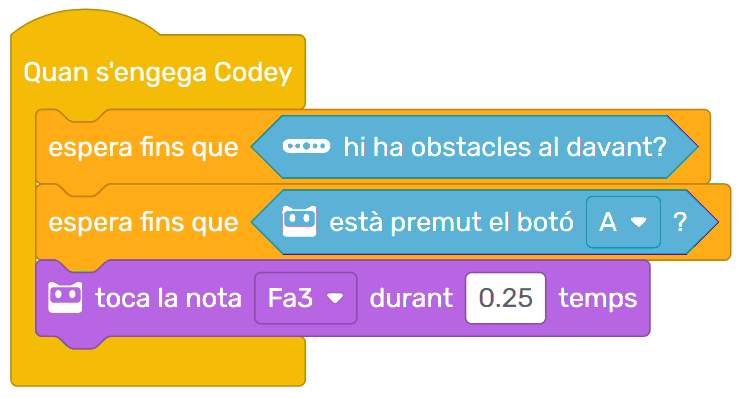 Quan s'engega Codey
espera fins que hi ha obstacles al davant?
espera fins que està premut el botó A ?
toca la nota Fa3 durant 0.25 temps